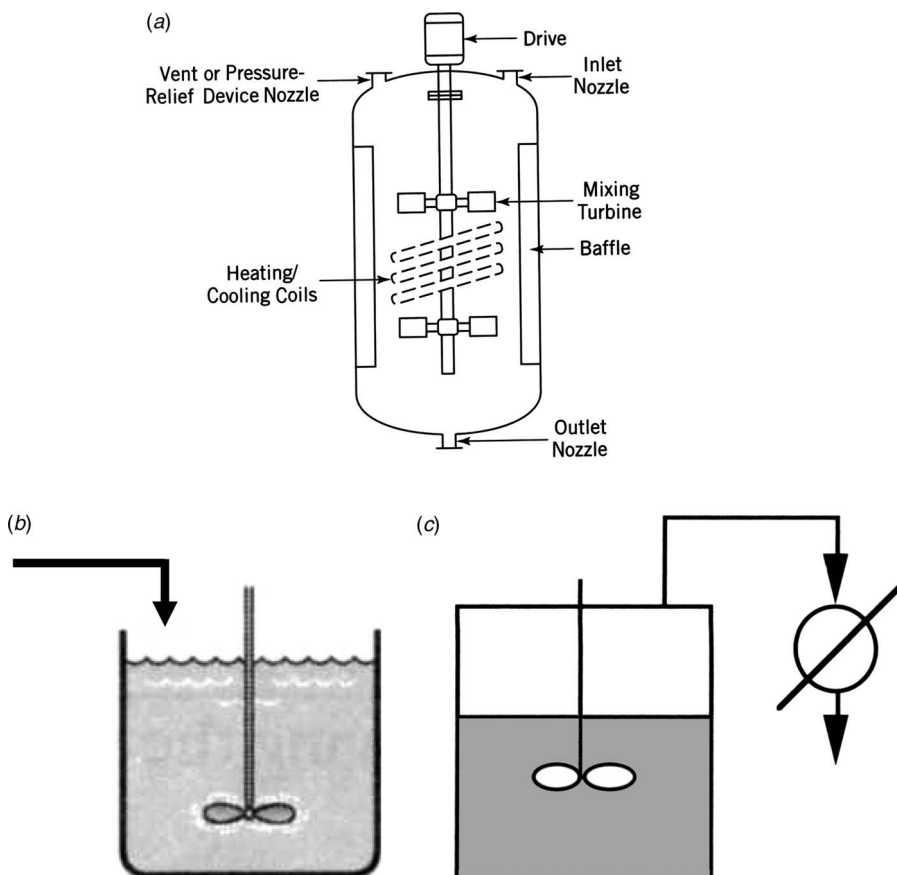 (a)
Drive
Vent or Pressure-
Relief Device Nozzle
Inlet
Nozzle
Mixing
Turbine
Baffle
Heating/
Cooling Coils
Outlet
Nozzle
(b)
(c)